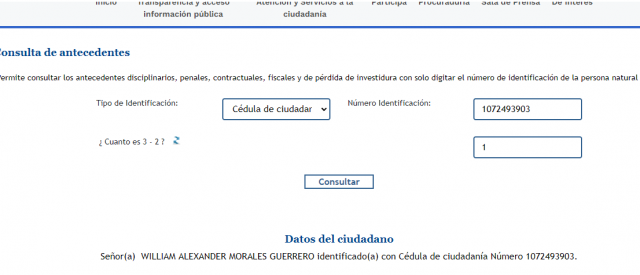 Inicio
Transparencia y acceso
información pública
Atención y Servicios a la
ciudadanía
Participa
Procuraduría
Sala de Prensa
De Interés
Consulta de antecedentes
Permite consultar los antecedentes disciplinarios, penales, contractuales, fiscales y de pérdida de investidura con solo digitar el número de identificación de la persona natural
Tipo de Identificación:
Cédula de ciudadar
Número Identificación:
1072493903
¿ Cuanto es 3 - 2 ?
1
Consultar
Datos del ciudadano
Señor(a) WILLIAM ALEXANDER MORALES GUERRERO identificado(a) con Cédula de ciudadanía Número 1072493903.